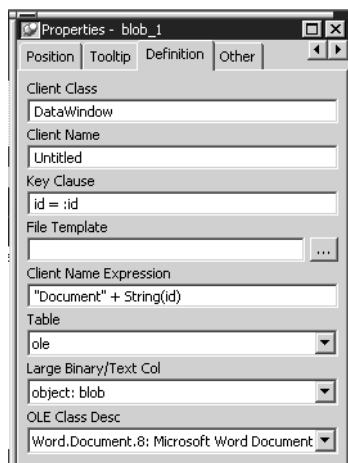 Properties - blob_1
Position Tooltip Definition Other
Client Class
DataWindow
Client Name
Untitled
Key Clause
id = :id
File Template
...
Client Name Expression
"Document" + String(id)
Table
ole
Large Binary/Text Col
object: blob
OLE Class Desc
Word.Document.8: Microsoft Word Document